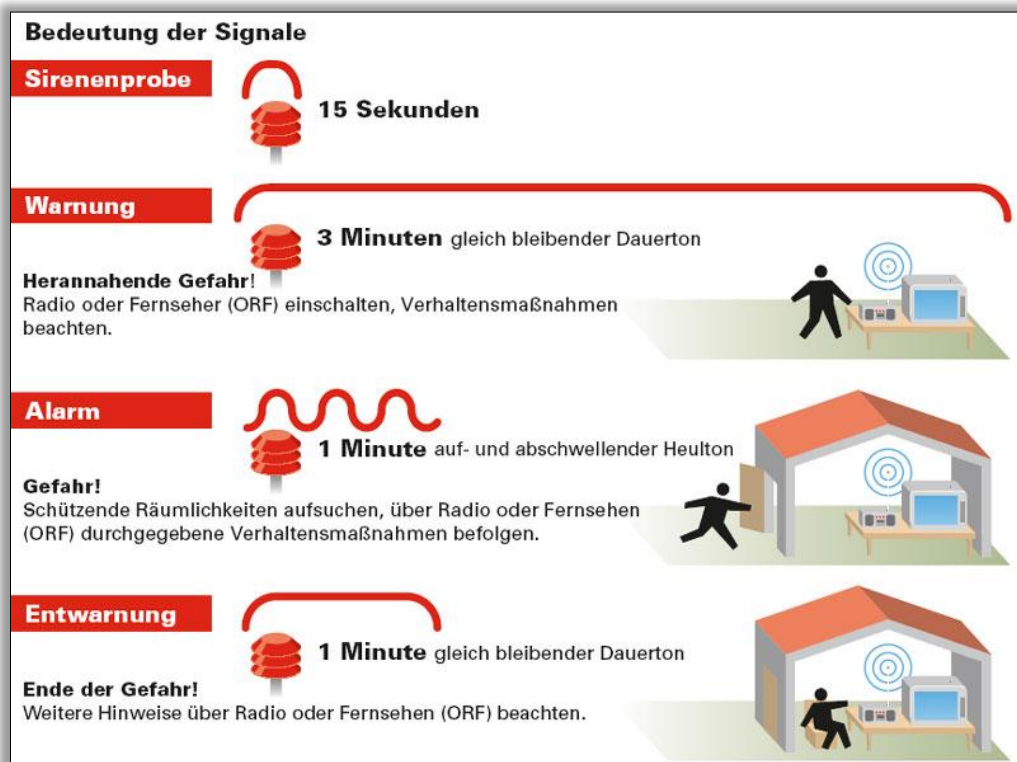 Bedeutung der Signale
Sirenenprobe
15 Sekunden
Warnung
3 Minuten gleich bleibender Dauerton
Herannahende Gefahr!
Radio oder Fernseher (ORF) einschalten, Verhaltensmaßnahmen
beachten.
Alarm
1 Minute auf- und abschwellender Heulton
Gefahr!
Schützende Räumlichkeiten aufsuchen, über Radio oder Fernsehen
(ORF) durchgegebene Verhaltensmaßnahmen befolgen.
Entwarnung
1 Minute gleich bleibender Dauerton
Ende der Gefahr!
Weitere Hinweise über Radio oder Fernsehen (ORF) beachten.